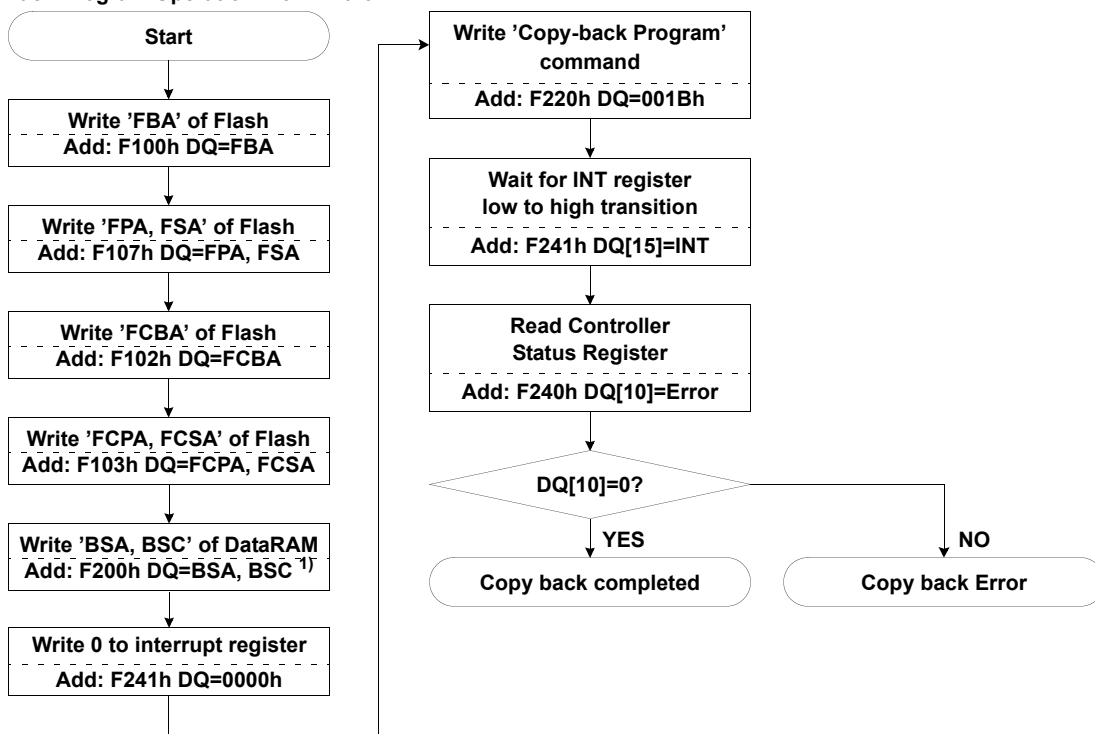 Start
Write 'FBA' of Flash
Add: F100h DQ=FBA
Write 'FPA, FSA' of Flash
Add: F107h DQ=FPA, FSA
Write 'FCBA' of Flash
Add: F102h DQ=FCBA
Write 'FCPA, FCSA' of Flash
Add: F103h DQ=FCPA, FCSA
Write 'BSA, BSC' of DataRAM
Add: F200h DQ=BSA, BSC 1)
Write 0 to interrupt register
Add: F241h DQ=0000h
Write 'Copy-back Program'
command
Add: F220h DQ=001Bh
Wait for INT register
low to high transition
Add: F241h DQ[15]=INT
Read Controller
Status Register
Add: F240h DQ[10]=Error
DQ[10]=0?
YES
NO
Copy back completed
Copy back Error